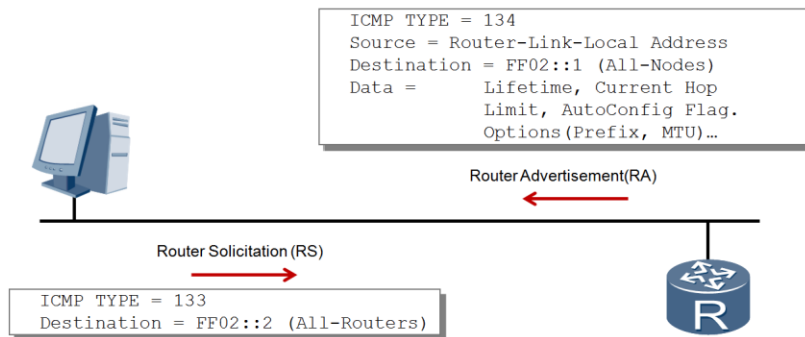 ICMP TYPE = 134
Source = Router-Link-Local Address
Destination = FF02::1 (All-Nodes)
Data = Lifetime, Current Hop
Limit, AutoConfig Flag.
Options(Prefix, MTU)…
Router Advertisement(RA)
Router Solicitation (RS)
ICMP TYPE = 133
Destination = FF02::2 (All-Routers)
R